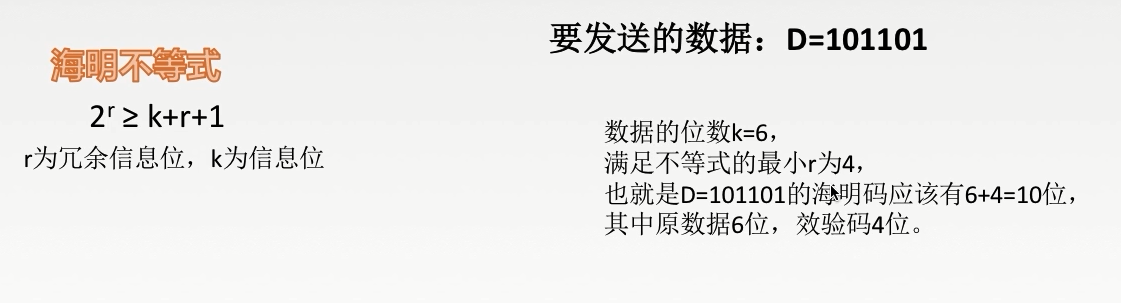 要发送的数据：D=101101
海明不等式
2ʳ ≥ k+r+1
r为冗余信息位，k为信息位
数据的位数k=6，
满足不等式的最小r为4，
也就是D=101101的海明码应该有6+4=10位，
其中原数据6位，效验码4位。